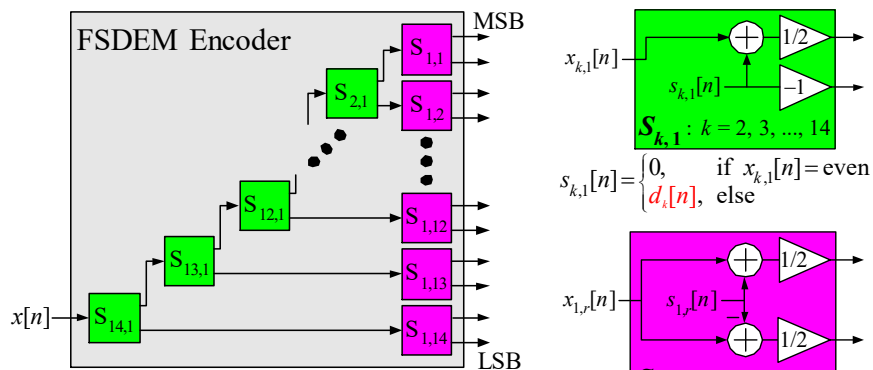 FSDEM Encoder
MSB
S1,1
S2,1
S1,2
S12,1
S1,12
S13,1
S1,13
x[n]
S14,1
S1,14
LSB
xk,1[n]
1/2
sk,1[n]
−1
Sk,1 : k = 2, 3, ..., 14
sk,1[n]={0, if xk,1[n]=even
dk[n], else
1/2
x1,r[n]
s1,r[n]
−
1/2